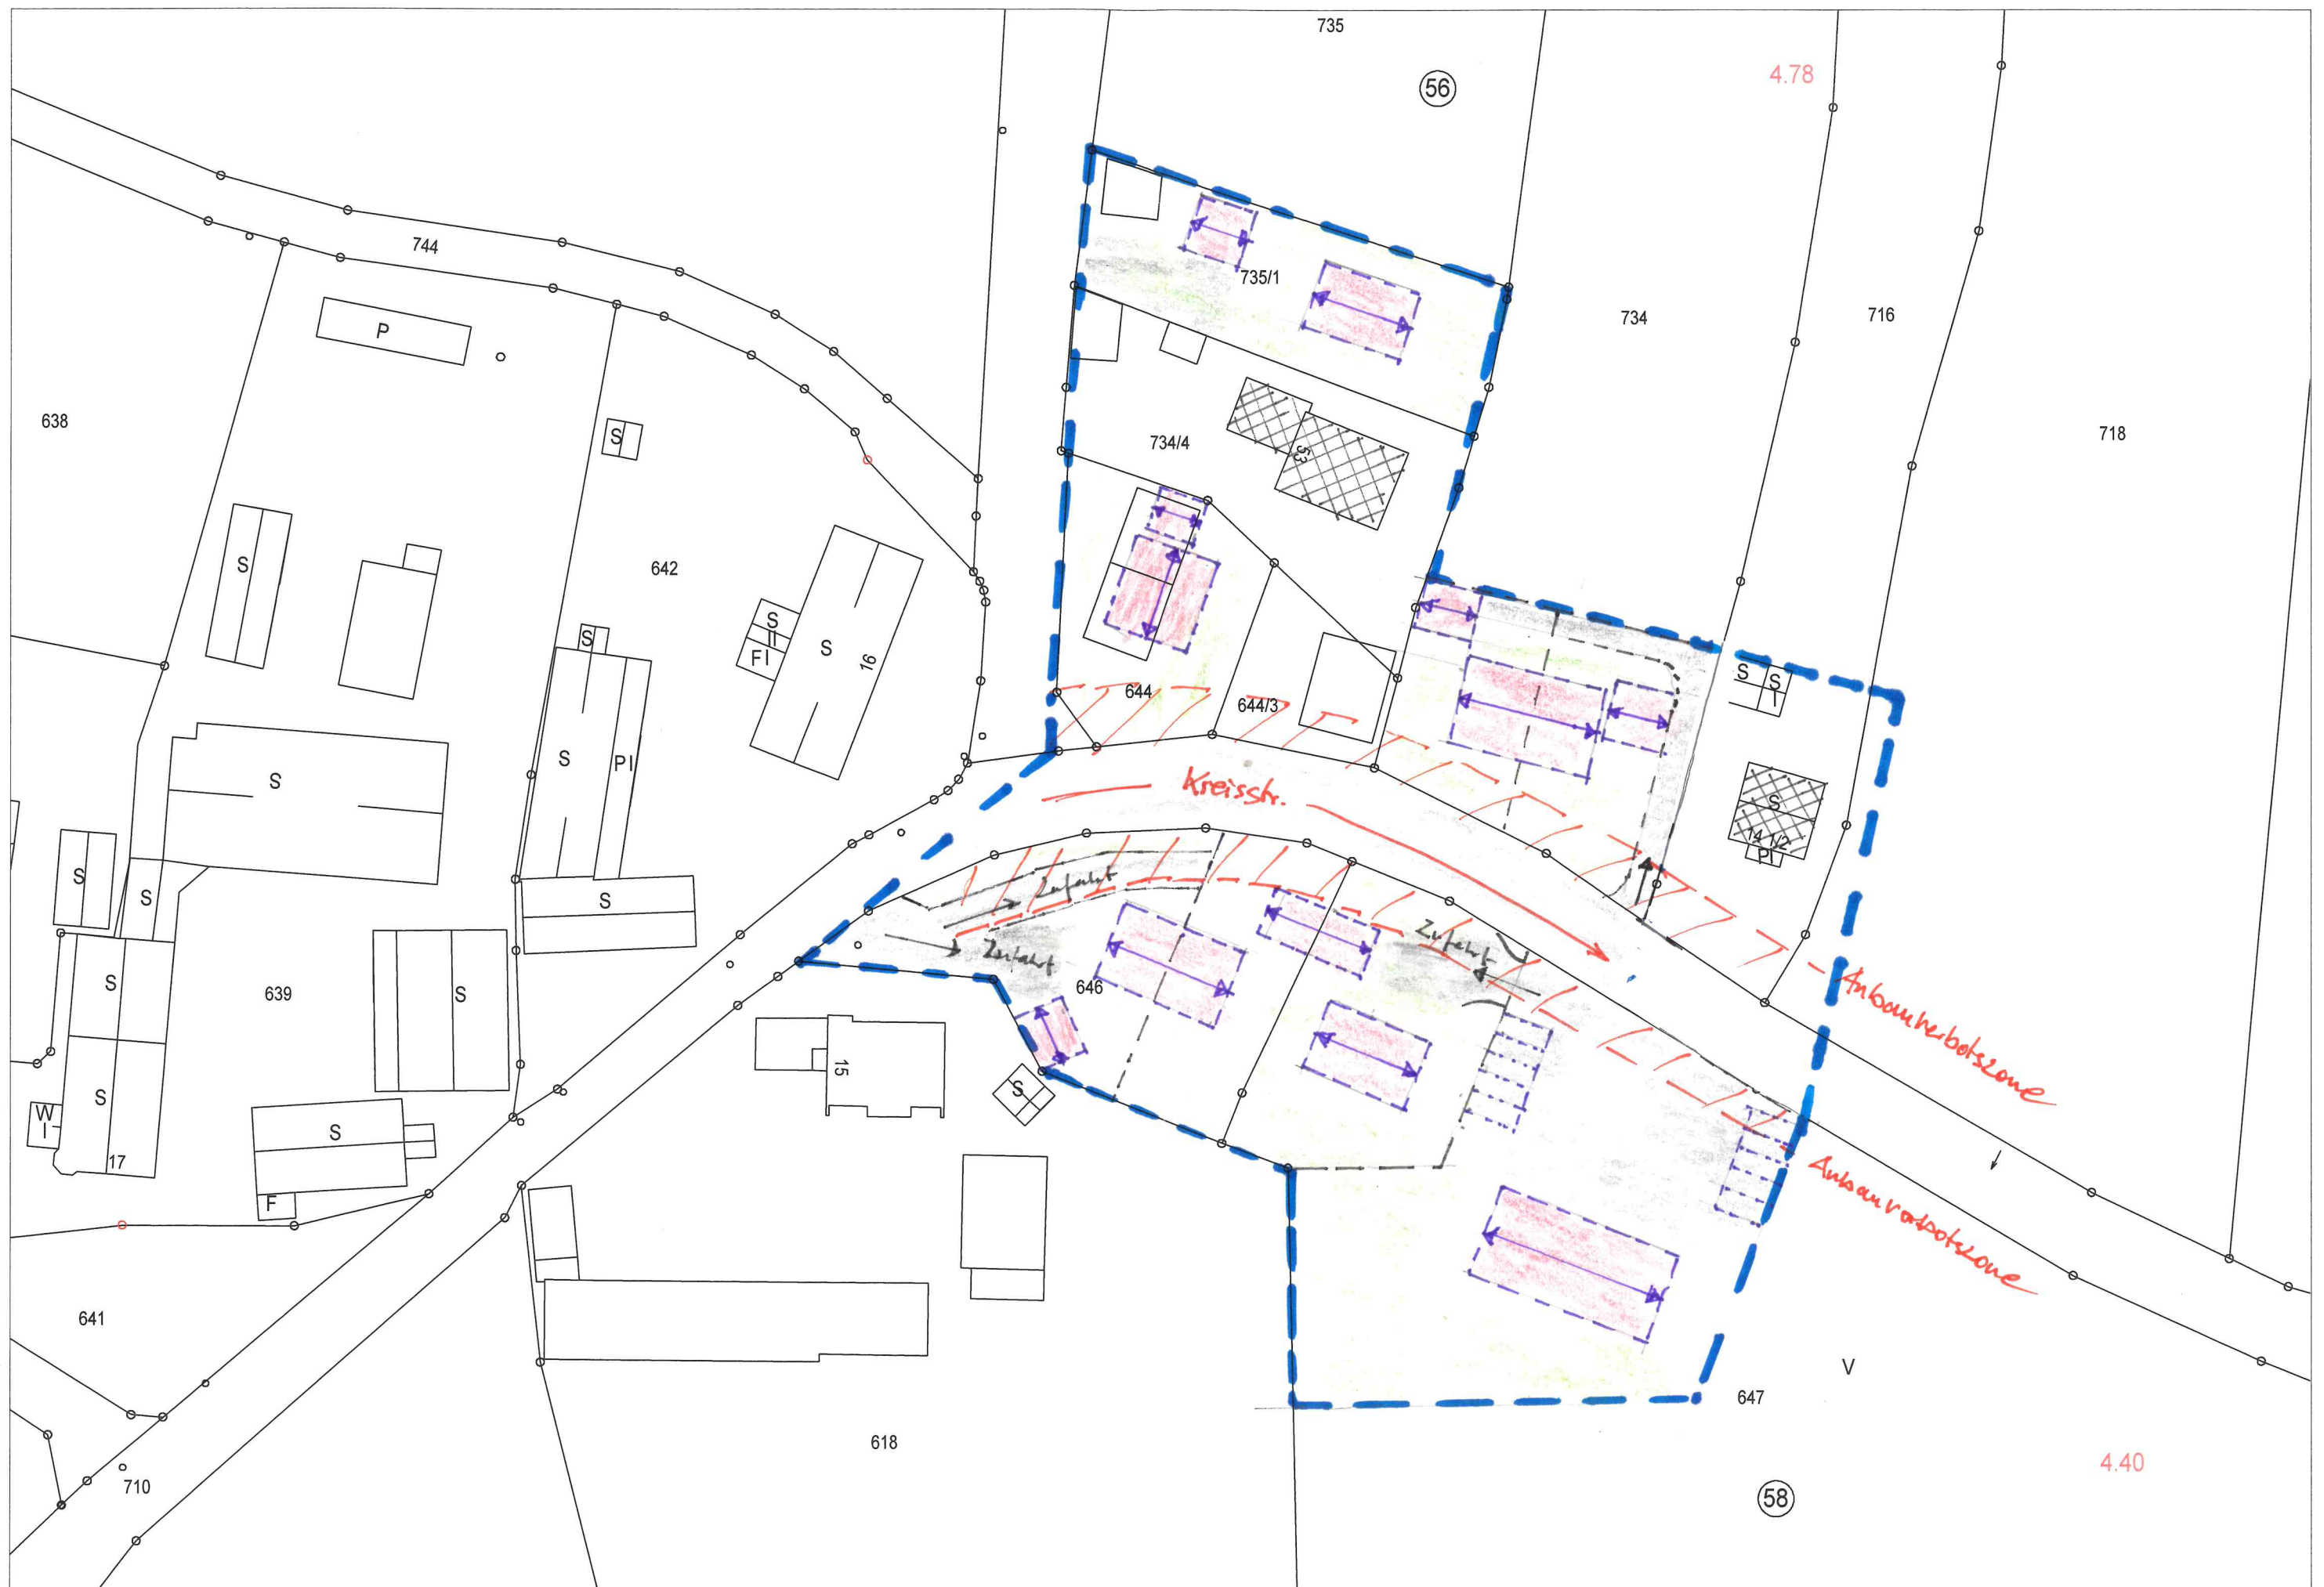 735
56
4.78
744
735/1
734
716
P
638
S
734/4
53
718
S
642
S
S
II
FI
S
16
S
644
644/3
S
S
I
S
S
PI
Kreisstr.
S
14 1/2
PI
S
S
S
Zufahrt
Zufahrt
Zufahrt
646
S
639
S
Anbauverbotszone
15
S
S
W
I
S
17
F
Anbauverbotszone
641
V
647
618
4.40
710
58